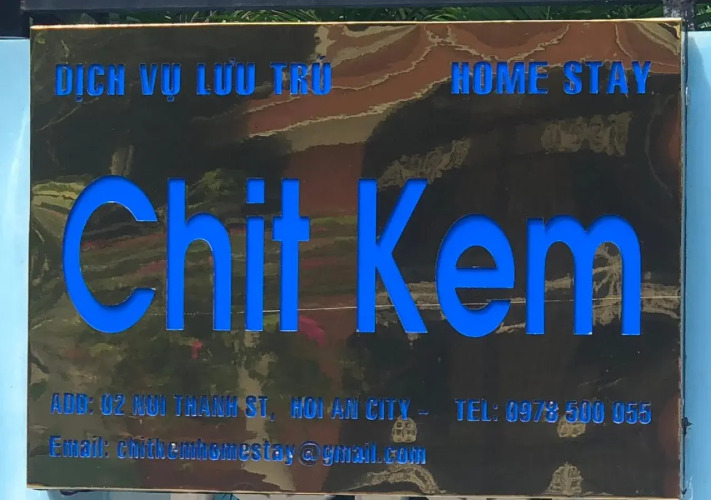 DỊCH VỤ LƯU TRÚ HOME STAY
Chit Kem
ADD: 02 NUI THANH ST, HOI AN CITY - TEL: 0978 500 055
Email: chitkemhomestay@gmail.com